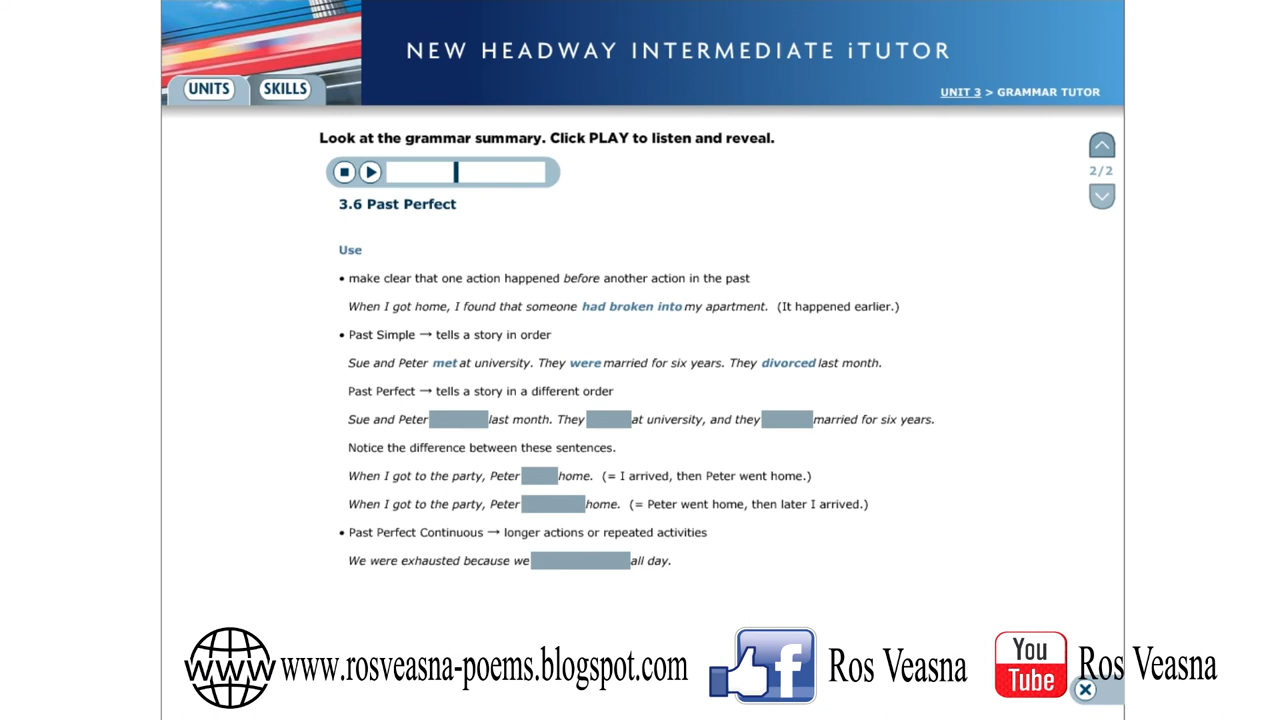 NEW HEADWAY INTERMEDIATE iTUTOR
UNITS SKILLS
UNIT 3 > GRAMMAR TUTOR
Look at the grammar summary. Click PLAY to listen and reveal.
2/2
3.6 Past Perfect
Use
• make clear that one action happened before another action in the past
When I got home, I found that someone had broken into my apartment. (It happened earlier.)
• Past Simple → tells a story in order
Sue and Peter met at university. They were married for six years. They divorced last month.
Past Perfect → tells a story in a different order
Sue and Peter last month. They at university, and they married for six years.
Notice the difference between these sentences.
When I got to the party, Peter home. (= I arrived, then Peter went home.)
When I got to the party, Peter home. (= Peter went home, then later I arrived.)
• Past Perfect Continuous → longer actions or repeated activities
We were exhausted because we all day.
www www.rosveasna-poems.blogspot.com f Ros Veasna You Tube Ros Veasna